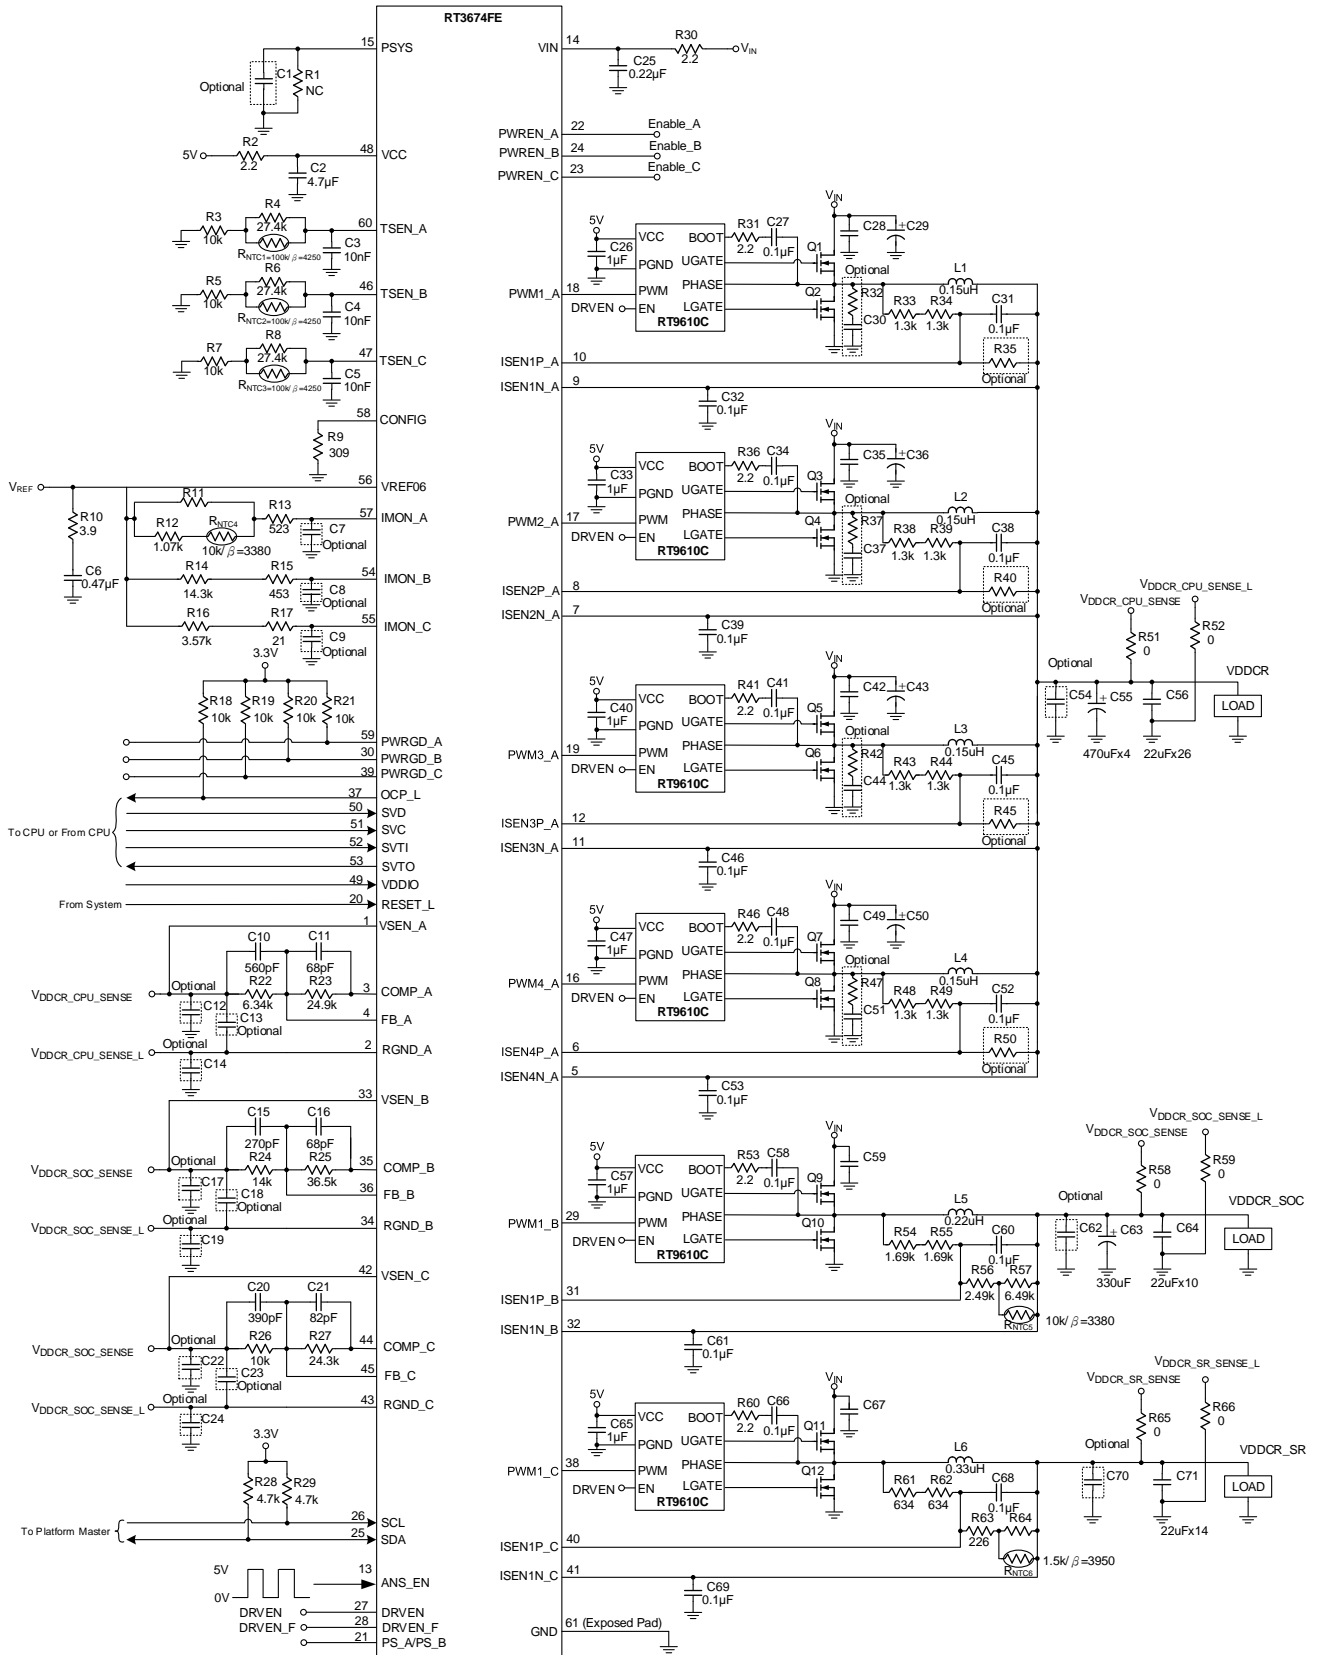 RT3674FE
15 PSYS
Optional
C1
R1
NC
5V
R2
2.2
48 VCC
C2
4.7µF
R3
10k
R4
27.4k
RNTC1=100k/β=4250
60 TSEN_A
C3
10nF
R5
10k
R6
27.4k
RNTC2=100k/β=4250
46 TSEN_B
C4
10nF
R7
10k
R8
27.4k
RNTC3=100k/β=4250
47 TSEN_C
C5
10nF
58 CONFIG
R9
309
VREF
56 VREF06
R10
3.9
C6
0.47µF
R11
R12
1.07k
RNTC4
10k/β=3380
R13
523
57 IMON_A
C7
Optional
R14
14.3k
R15
453
54 IMON_B
C8
Optional
R16
3.57k
R17
21
55 IMON_C
C9
Optional
3.3V
R18
10k
R19
10k
R20
10k
R21
10k
59 PWRGD_A
30 PWRGD_B
39 PWRGD_C
37 OCP_L
50 SVD
51 SVC
52 SVTI
53 SVTO
To CPU or From CPU
49 VDDIO
From System
20 RESET_L
1 VSEN_A
C10
560pF
C11
68pF
VDDCR_CPU_SENSE
Optional
R22
6.34k
R23
24.9k
3 COMP_A
C12
C13
Optional
4 FB_A
VDDCR_CPU_SENSE_L
Optional
2 RGND_A
C14
33 VSEN_B
C15
270pF
C16
68pF
VDDCR_SOC_SENSE
Optional
R24
14k
R25
36.5k
35 COMP_B
C17
C18
Optional
36 FB_B
VDDCR_SOC_SENSE_L
Optional
34 RGND_B
C19
42 VSEN_C
C20
390pF
C21
82pF
VDDCR_SOC_SENSE
Optional
R26
10k
R27
24.3k
44 COMP_C
C22
C23
Optional
45 FB_C
VDDCR_SOC_SENSE_L
Optional
43 RGND_C
C24
3.3V
R28
4.7k
R29
4.7k
To Platform Master
26 SCL
25 SDA
5V
0V
13 ANS_EN
DRVEN 27 DRVEN
DRVEN_F 28 DRVEN_F
21 PS_A/PS_B
VIN 14
C25
0.22µF
R30
2.2
VIN
PWREN_A 22 Enable_A
PWREN_B 24 Enable_B
PWREN_C 23 Enable_C
5V
C26
1µF
VCC
PGND
PWM
EN
BOOT
UGATE
PHASE
LGATE
RT9610C
PWM1_A 18
DRVEN
R31
2.2
C27
0.1µF
VIN
C28
C29
Q1
Q2
Optional
R32
C30
L1
0.15uH
R33
1.3k
R34
1.3k
C31
0.1µF
R35
Optional
ISEN1P_A 10
ISEN1N_A 9
C32
0.1µF
5V
C33
1µF
VCC
PGND
PWM
EN
BOOT
UGATE
PHASE
LGATE
RT9610C
PWM2_A 17
DRVEN
R36
2.2
C34
0.1µF
VIN
C35
C36
Q3
Q4
Optional
R37
C37
L2
0.15uH
R38
1.3k
R39
1.3k
C38
0.1µF
R40
Optional
ISEN2P_A 8
ISEN2N_A 7
C39
0.1µF
5V
C40
1µF
VCC
PGND
PWM
EN
BOOT
UGATE
PHASE
LGATE
RT9610C
PWM3_A 19
DRVEN
R41
2.2
C41
0.1µF
VIN
C42
C43
Q5
Q6
Optional
R42
C44
L3
0.15uH
R43
1.3k
R44
1.3k
C45
0.1µF
R45
Optional
ISEN3P_A 12
ISEN3N_A 11
C46
0.1µF
5V
C47
1µF
VCC
PGND
PWM
EN
BOOT
UGATE
PHASE
LGATE
RT9610C
PWM4_A 16
DRVEN
R46
2.2
C48
0.1µF
VIN
C49
C50
Q7
Q8
Optional
R47
C51
L4
0.15uH
R48
1.3k
R49
1.3k
C52
0.1µF
R50
Optional
ISEN4P_A 6
ISEN4N_A 5
C53
0.1µF
VDDCR_CPU_SENSE_L
VDDCR_CPU_SENSE
R51
0
R52
0
VDDCR
Optional
C54
C55
470uFx4
C56
22uFx26
LOAD
5V
C57
1µF
VCC
PGND
PWM
EN
BOOT
UGATE
PHASE
LGATE
RT9610C
PWM1_B 29
DRVEN
R53
2.2
C58
0.1µF
VIN
C59
Q9
Q10
L5
0.22uH
R54
1.69k
R55
1.69k
C60
0.1µF
R56
2.49k
R57
6.49k
RNTC5
10k/β=3380
ISEN1P_B 31
ISEN1N_B 32
C61
0.1µF
VDDCR_SOC_SENSE_L
VDDCR_SOC_SENSE
R58
0
R59
0
VDDCR_SOC
Optional
C62
C63
330uF
C64
22uFx10
LOAD
5V
C65
1µF
VCC
PGND
PWM
EN
BOOT
UGATE
PHASE
LGATE
RT9610C
PWM1_C 38
DRVEN
R60
2.2
C66
0.1µF
VIN
C67
Q11
Q12
L6
0.33uH
R61
634
R62
634
C68
0.1µF
R63
226
R64
RNTC6
1.5k/β=3950
ISEN1P_C 40
ISEN1N_C 41
C69
0.1µF
VDDCR_SR_SENSE_L
VDDCR_SR_SENSE
R65
0
R66
0
VDDCR_SR
Optional
C70
C71
22uFx14
LOAD
GND 61 (Exposed Pad)